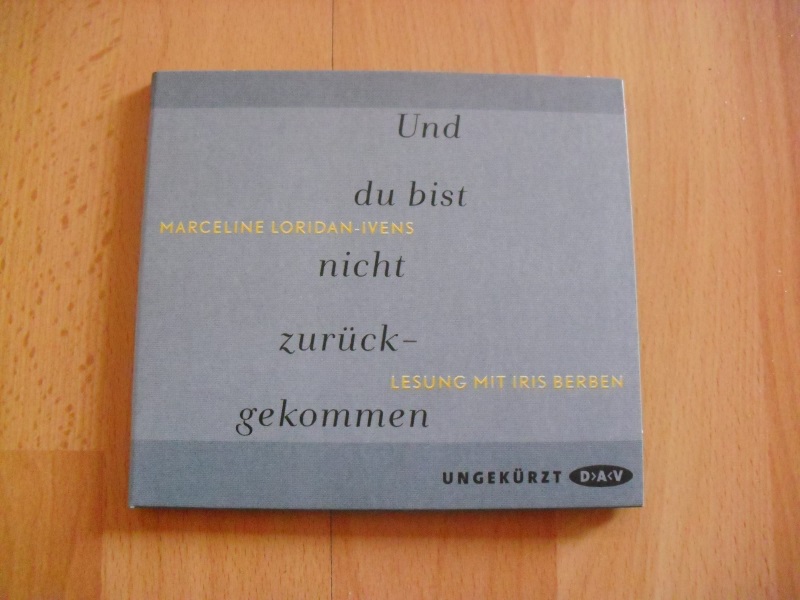 Und
du bist
MARCELINE LORIDAN-IVENS
nicht
zurück-
LESUNG MIT IRIS BERBEN
gekommen
UNGEKÜRZT D>A<V